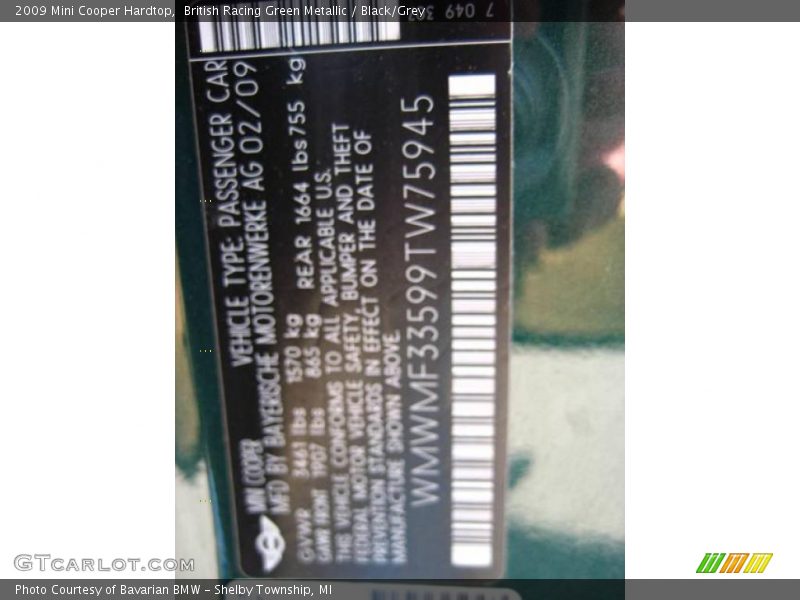 2009 Mini Cooper Hardtop, British Racing Green Metallic / Black/Grey
7 049
MINI COOPER VEHICLE TYPE: PASSENGER CAR
MFD BY BAYERISCHE MOTORENWERKE AG 02/09
GVWR 3461 lbs 1570 kg
GAWR FRONT 1907 lbs 865 kg REAR 1664 lbs 755 kg
THIS VEHICLE CONFORMS TO ALL APPLICABLE U.S.
FEDERAL MOTOR VEHICLE SAFETY, BUMPER AND THEFT
PREVENTION STANDARDS IN EFFECT ON THE DATE OF
MANUFACTURE SHOWN ABOVE.
WMWMF33599TW75945
GTCarlot.com
Photo Courtesy of Bavarian BMW – Shelby Township, MI